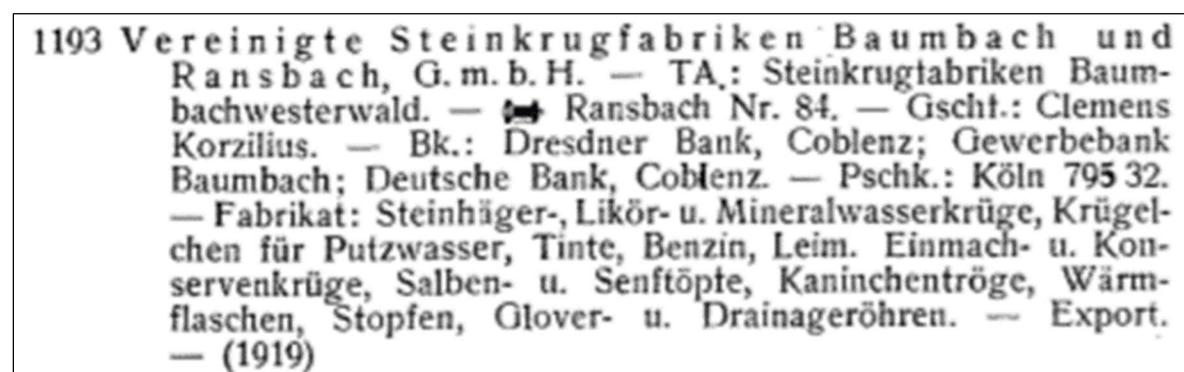 1193 Vereinigte Steinkrugfabriken Baumbach und
Ransbach, G. m. b. H. — TA.: Steinkrugfabriken Baum-
bachwesterwald. — Ransbach Nr. 84. — Gschf.: Clemens
Korzilius. — Bk.: Dresdner Bank, Coblenz; Gewerbebank
Baumbach; Deutsche Bank, Coblenz. — Pschk.: Köln 795 32.
— Fabrikat: Steinhäger-, Likör- u. Mineralwasserkrüge, Krügel-
chen für Putzwasser, Tinte, Benzin, Leim. Einmach- u. Kon-
servenkrüge, Salben- u. Senftöpfe, Kaninchentröge, Wärm-
flaschen, Stopfen, Glover- u. Drainageröhren. — Export.
— (1919)